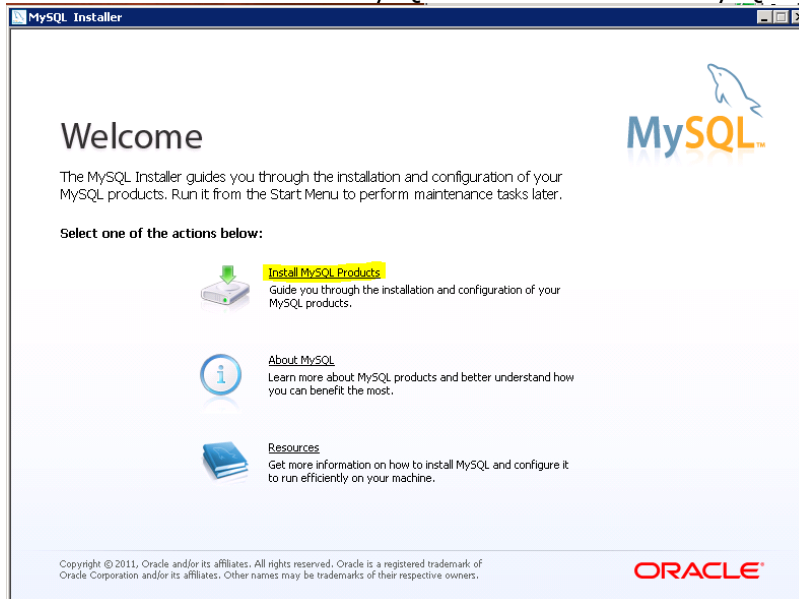 MySQL Installer
MySQL™
Welcome
The MySQL Installer guides you through the installation and configuration of your
MySQL products. Run it from the Start Menu to perform maintenance tasks later.
Select one of the actions below:
Install MySQL Products
Guide you through the installation and configuration of your
MySQL products.
About MySQL
Learn more about MySQL products and better understand how
you can benefit the most.
Resources
Get more information on how to install MySQL and configure it
to run efficiently on your machine.
Copyright © 2011, Oracle and/or its affiliates. All rights reserved. Oracle is a registered trademark of
Oracle Corporation and/or its affiliates. Other names may be trademarks of their respective owners.
ORACLE